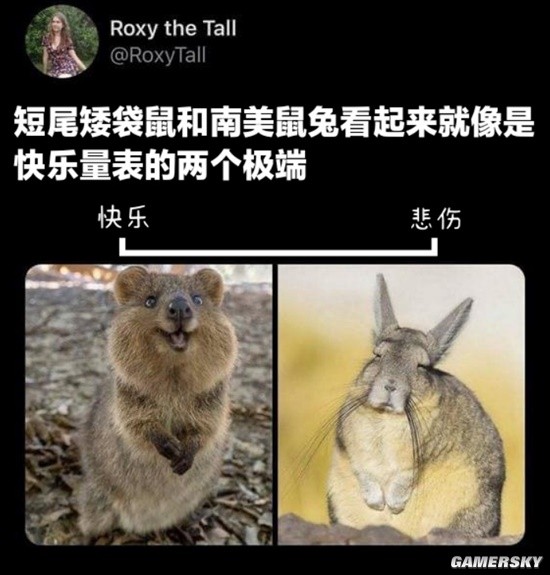 Roxy the Tall
@RoxyTall
短尾矮袋鼠和南美鼠兔看起来就像是
快乐量表的两个极端
快乐
悲伤
GAMERSKY